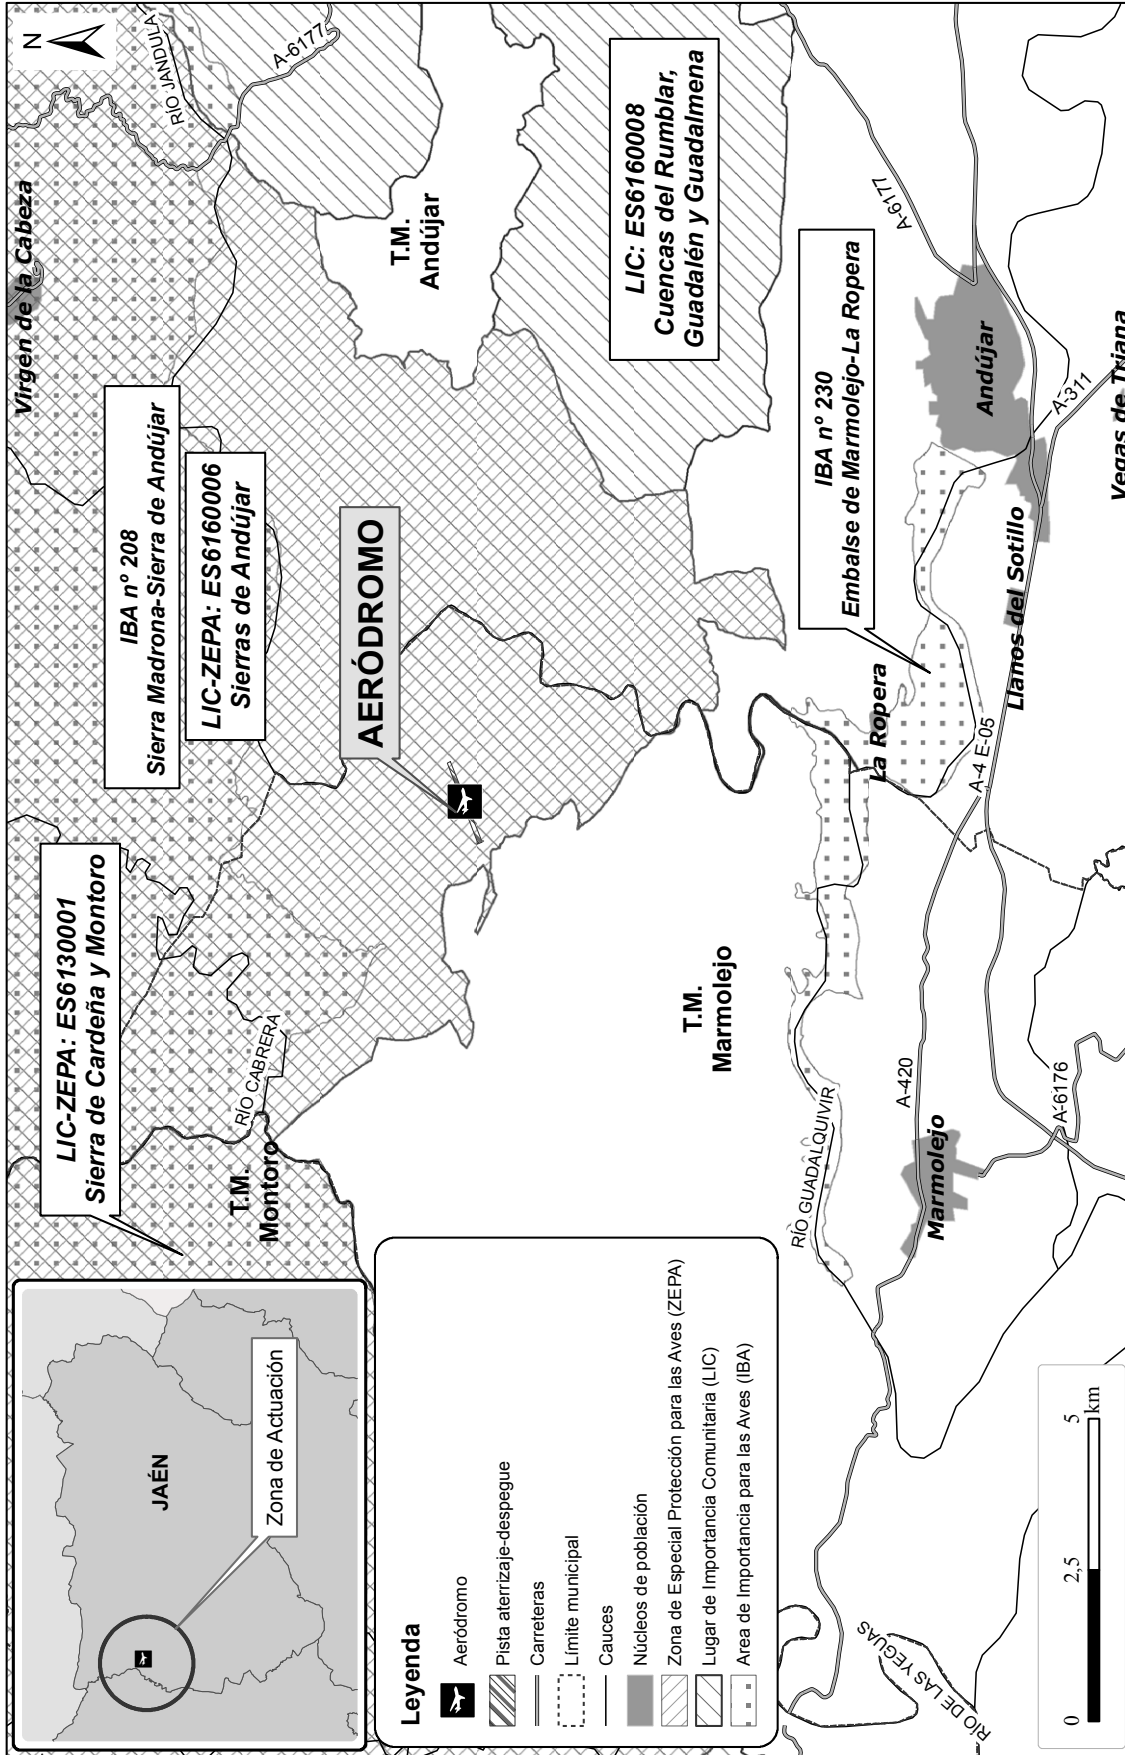 N
Virgen de la Cabeza
RÍO JANDULA
A-6177
LIC-ZEPA: ES6130001
Sierra de Cardeña y Montoro
IBA nº 208
Sierra Madrona-Sierra de Andújar
LIC-ZEPA: ES6160006
Sierras de Andújar
AERÓDROMO
T.M.
Andújar
LIC: ES6160008
Cuencas del Rumblar,
Guadalén y Guadalmena
RÍO CABRERA
T.M.
Montoro
T.M.
Marmolejo
IBA nº 230
Embalse de Marmolejo-La Ropera
A-6177
Andújar
La Ropera
Llanos del Sotillo
A-311
Vegas de Triana
A-4 E-05
RÍO GUADALQUIVIR
A-420
Marmolejo
A-6176
RÍO DE LAS YEGUAS
JAÉN
Zona de Actuación
Leyenda
Aeródromo
Pista aterrizaje-despegue
Carreteras
Límite municipal
Cauces
Núcleos de población
Zona de Especial Protección para las Aves (ZEPA)
Lugar de Importancia Comunitaria (LIC)
Area de Importancia para las Aves (IBA)
0 2,5 5
km